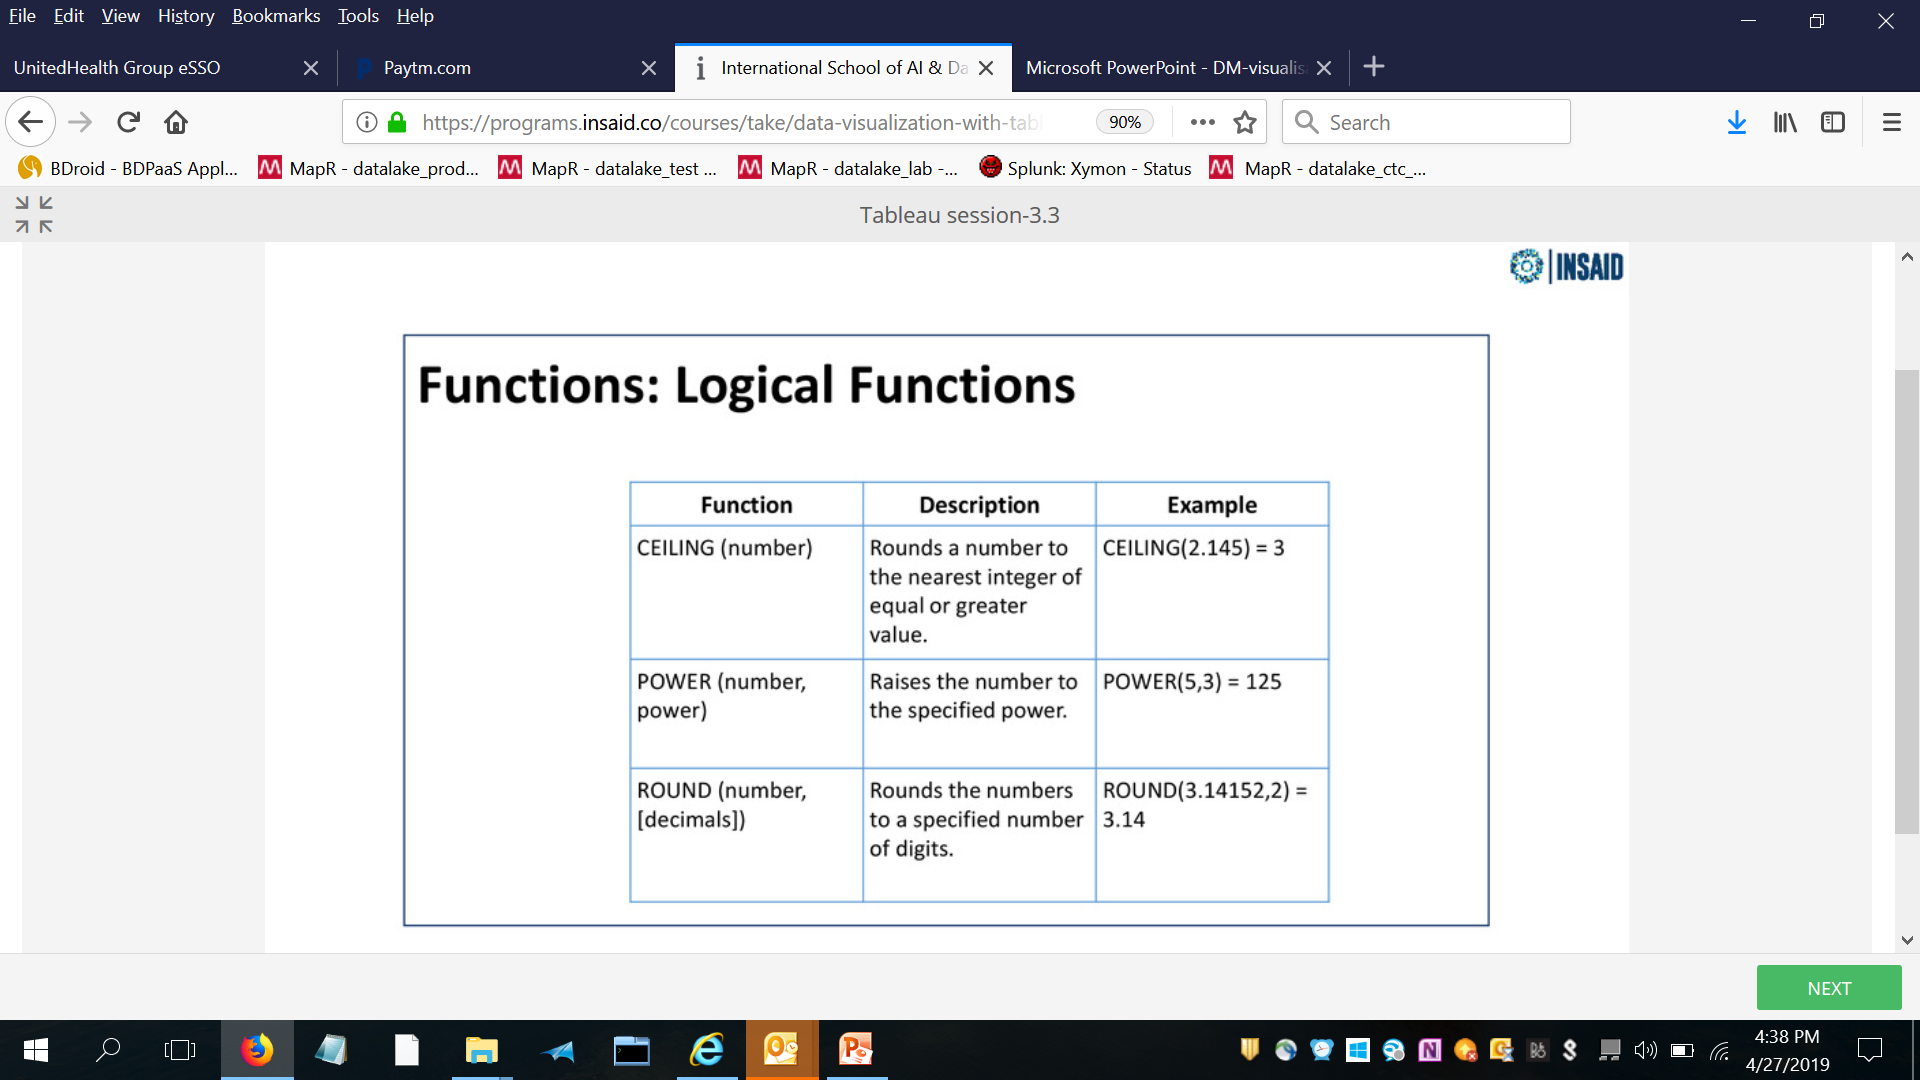 File Edit View History Bookmarks Tools Help
UnitedHealth Group eSSO
Paytm.com
International School of AI & Da
Microsoft PowerPoint - DM-visualis
https://programs.insaid.co/courses/take/data-visualization-with-tabl
90%
Search
BDroid - BDPaaS Appl...
MapR - datalake_prod...
MapR - datalake_test ...
MapR - datalake_lab -...
Splunk: Xymon - Status
MapR - datalake_ctc_...
Tableau session-3.3
INSAID
Functions: Logical Functions
Function Description Example
CEILING (number)
Rounds a number to
the nearest integer of
equal or greater
value.
CEILING(2.145) = 3
POWER (number,
power)
Raises the number to
the specified power.
POWER(5,3) = 125
ROUND (number,
[decimals])
Rounds the numbers
to a specified number
of digits.
ROUND(3.14152,2) =
3.14
NEXT
4:38 PM
4/27/2019